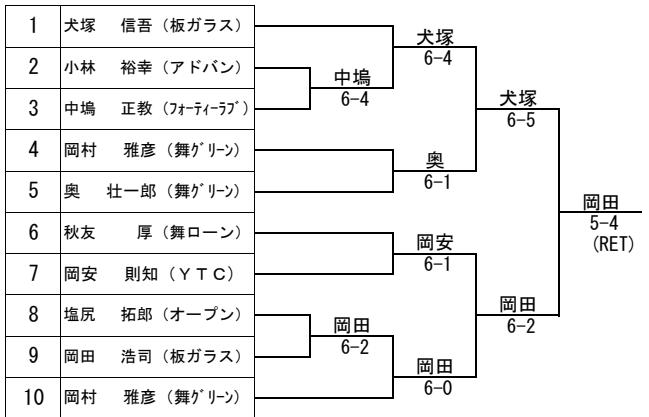 1 犬塚 信吾（板ガラス）
2 小林 裕幸（アドバン）
3 中塢 正教（フォーティーラブ）
4 岡村 雅彦（舞グリーン）
5 奥 壮一郎（舞グリーン）
6 秋友 厚（舞ローン）
7 岡安 則知（ＹＴＣ）
8 塩尻 拓郎（オープン）
9 岡田 浩司（板ガラス）
10 岡村 雅彦（舞グリーン）
中塢
6-4
岡田
6-2
犬塚
6-4
奥
6-1
岡安
6-1
岡田
6-0
犬塚
6-5
岡田
6-2
岡田
5-4
(RET)